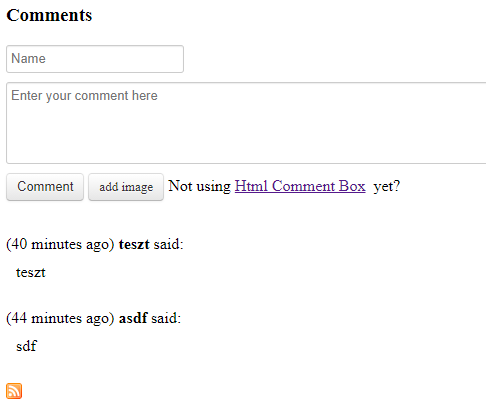 Comments
Name
Enter your comment here
Comment add image Not using Html Comment Box yet?
(40 minutes ago) teszt said:
teszt
(44 minutes ago) asdf said:
sdf